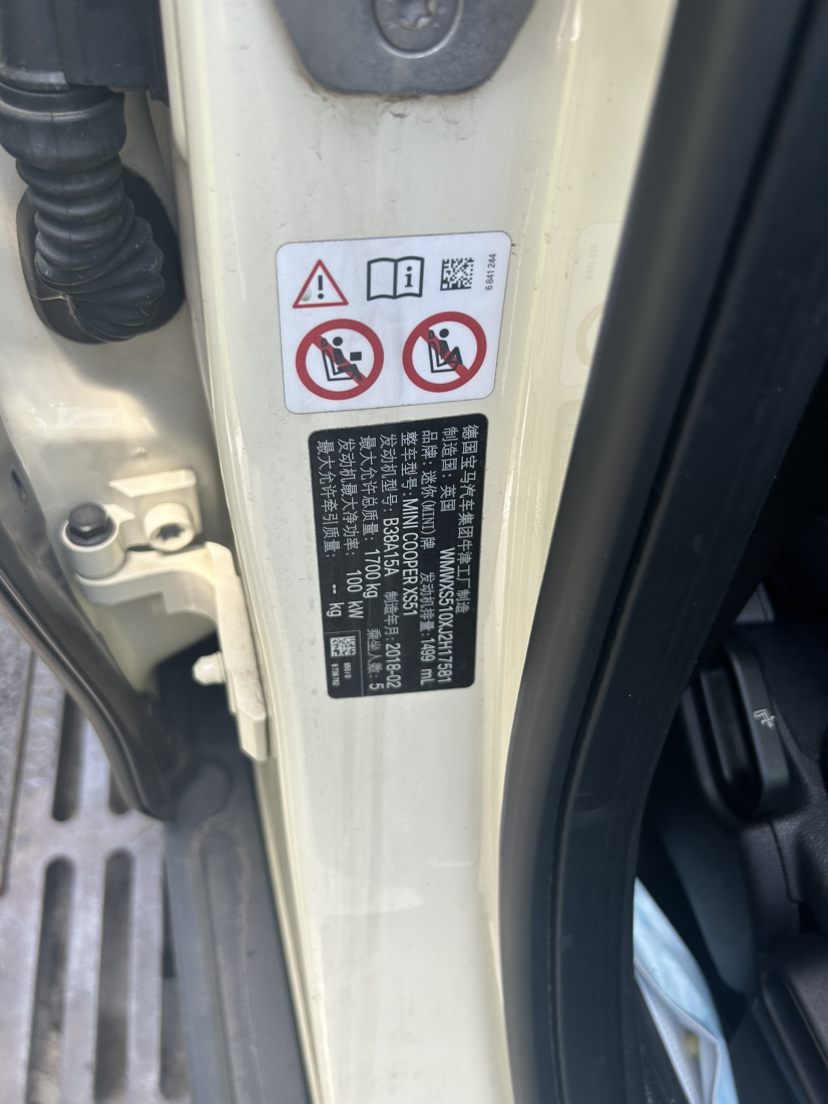 6 841 244
德国宝马汽车集团牛津工厂制造
制造国：英国 WMWXS510XJ2H17581
品牌：迷你(MINI)牌 发动机排量：1499 mL
整车型号：MINI COOPER XS51
发动机型号：B38A15A 制造年月：2018-02
最大允许总质量：1700 kg 乘坐人数：5
发动机最大净功率：100 kW
最大允许牵引质量：-- kg